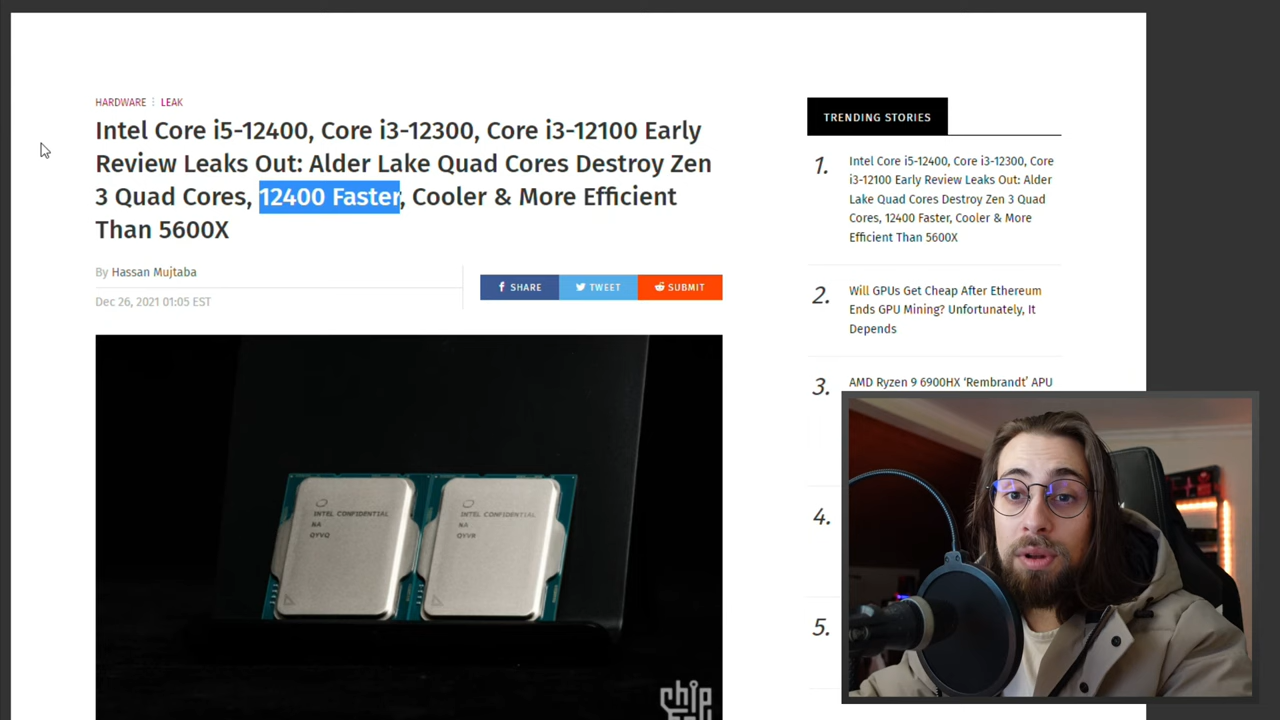 HARDWARE ⋮ LEAK
Intel Core i5-12400, Core i3-12300, Core i3-12100 Early
Review Leaks Out: Alder Lake Quad Cores Destroy Zen
3 Quad Cores, 12400 Faster, Cooler & More Efficient
Than 5600X
By Hassan Mujtaba
Dec 26, 2021 01:05 EST
SHARE
TWEET
SUBMIT
INTEL CONFIDENTIAL
NA
QYVQ
INTEL CONFIDENTIAL
NA
chip
TRENDING STORIES
1.
Intel Core i5-12400, Core i3-12300, Core
i3-12100 Early Review Leaks Out: Alder
Lake Quad Cores Destroy Zen 3 Quad
Cores, 12400 Faster, Cooler & More
Efficient Than 5600X
2.
Will GPUs Get Cheap After Ethereum
Ends GPU Mining? Unfortunately, It
Depends
3.
AMD Ryzen 9 6900HX ‘Rembrandt’ APU
4.
5.